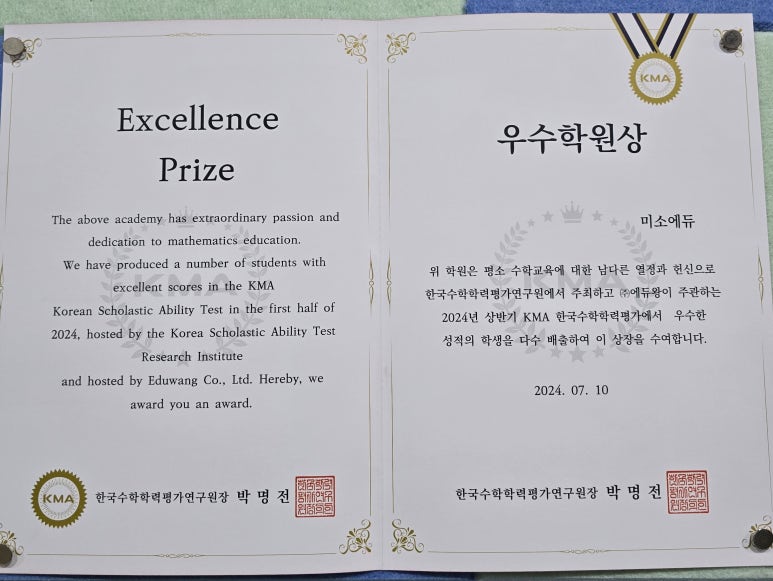 Excellence
Prize
The above academy has extraordinary passion and
dedication to mathematics education.
We have produced a number of students with
excellent scores in the KMA
Korean Scholastic Ability Test in the first half of
2024, hosted by the Korea Scholastic Ability Test
Research Institute
and hosted by Eduwang Co., Ltd. Hereby, we
award you an award.
KMA
KMA
한국수학학력평가연구원장 박 명 전
KMA
우수학원상
미소에듀
KMA
위 학원은 평소 수학교육에 대한 남다른 열정과 헌신으로
한국수학학력평가연구원에서 주최하고 ㈜에듀왕이 주관하는
2024년 상반기 KMA 한국수학학력평가에서 우수한
성적의 학생을 다수 배출하여 이 상장을 수여합니다.
2024. 07. 10
한국수학학력평가연구원장 박 명 전